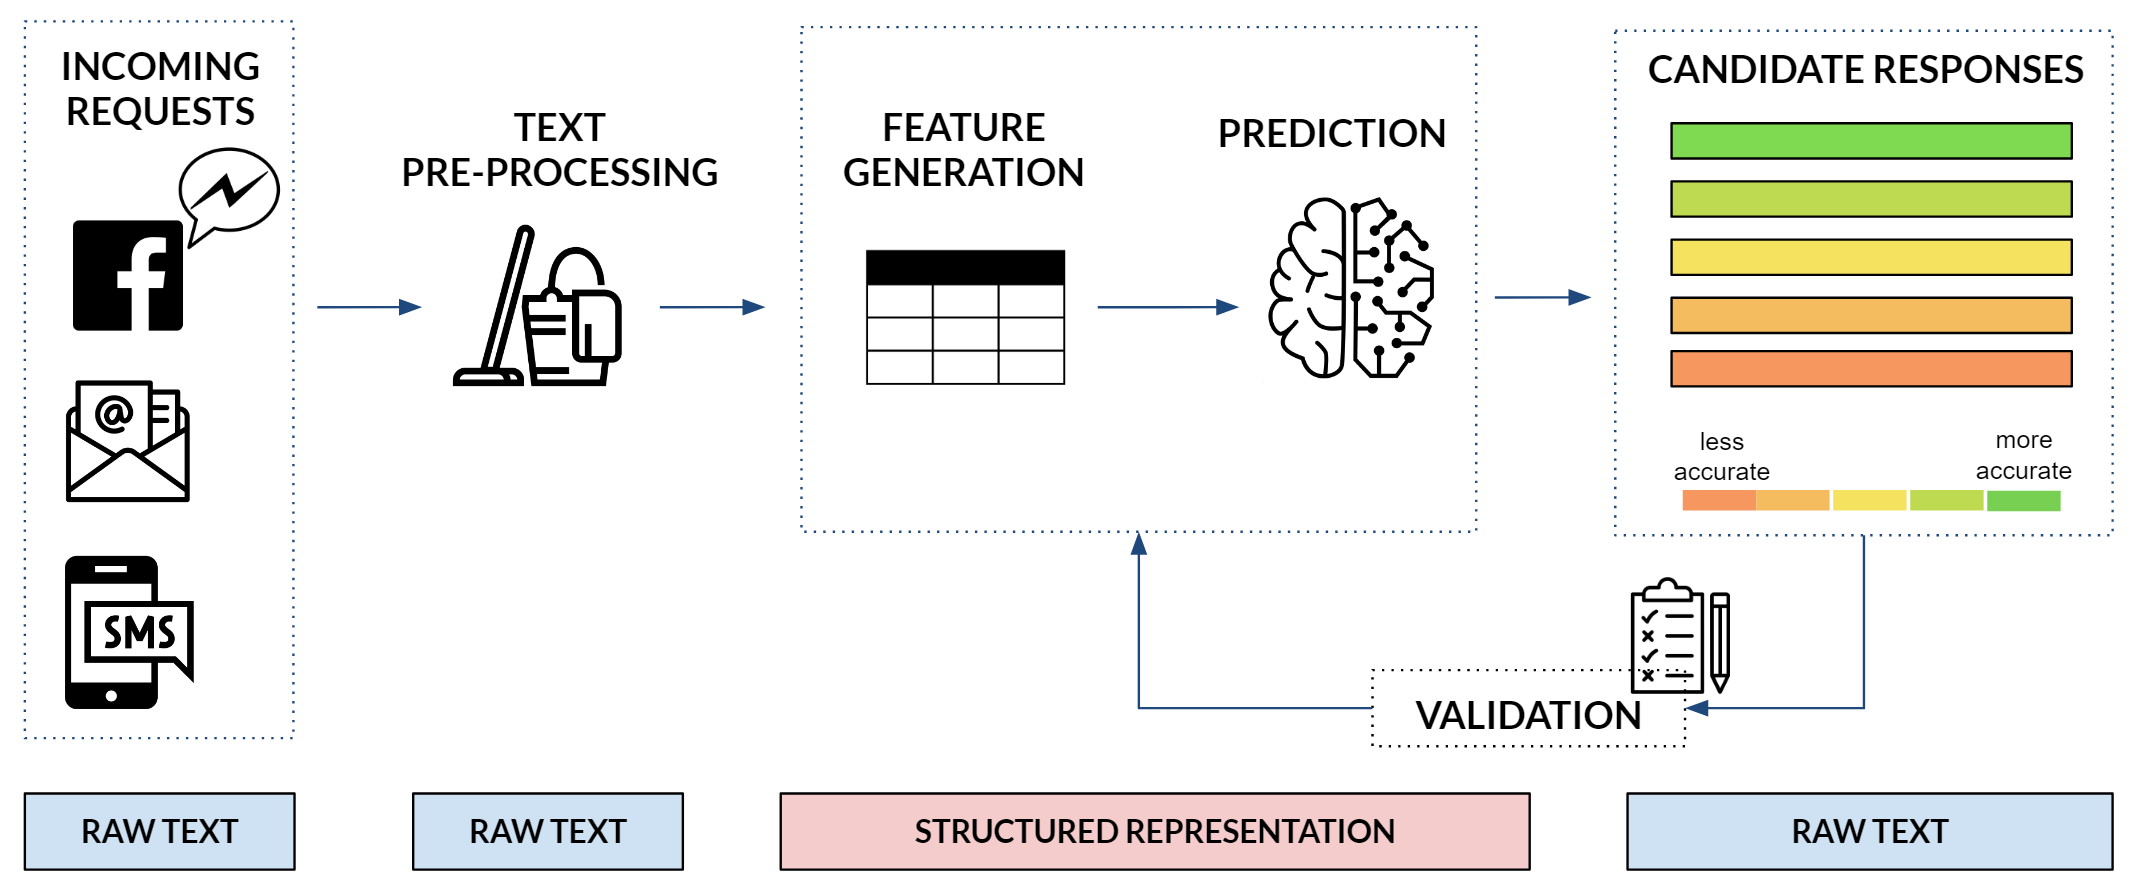 INCOMING
REQUESTS
f
@
SMS
TEXT
PRE-PROCESSING
FEATURE
GENERATION
PREDICTION
CANDIDATE RESPONSES
less
accurate
more
accurate
VALIDATION
RAW TEXT
RAW TEXT
STRUCTURED REPRESENTATION
RAW TEXT